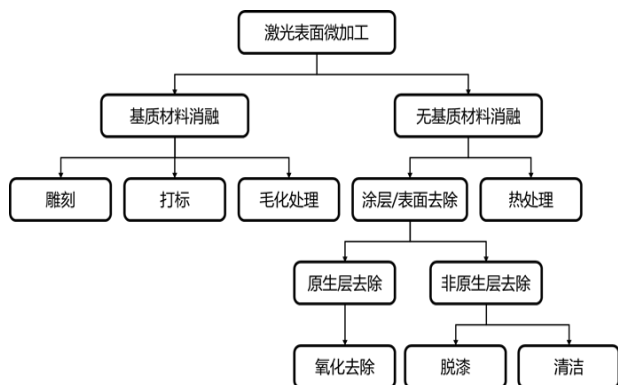 激光表面微加工
基质材料消融
无基质材料消融
雕刻
打标
毛化处理
涂层/表面去除
热处理
原生层去除
非原生层去除
氧化去除
脱漆
清洁